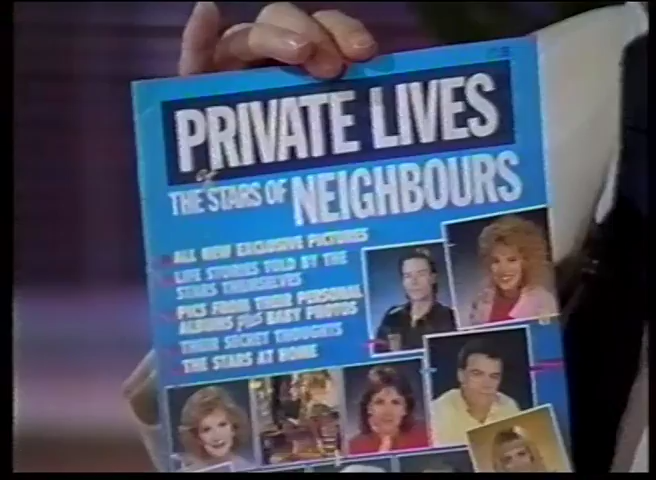 PRIVATE LIVES
of
THE STARS OF NEIGHBOURS
ALL NEW EXCLUSIVE PICTURES
LIFE STORIES TOLD BY THE
STARS THEMSELVES
PICS FROM THEIR PERSONAL
ALBUMS plus BABY PHOTOS
THEIR SECRET THOUGHTS
THE STARS AT HOME